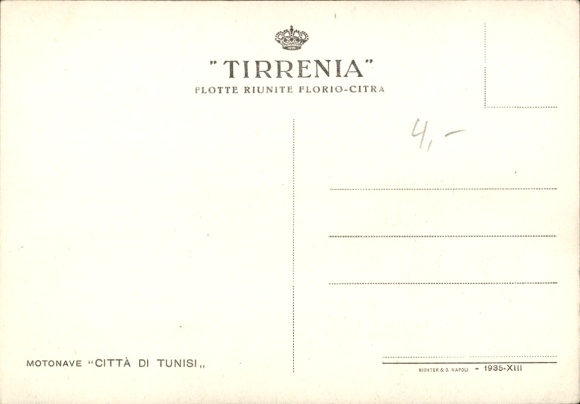 "TIRRENIA"
FLOTTE RIUNITE FLORIO-CITRA
4,-
MOTONAVE "CITTÀ DI TUNISI„
RICHTER & C. NAPOLI - 1935-XIII